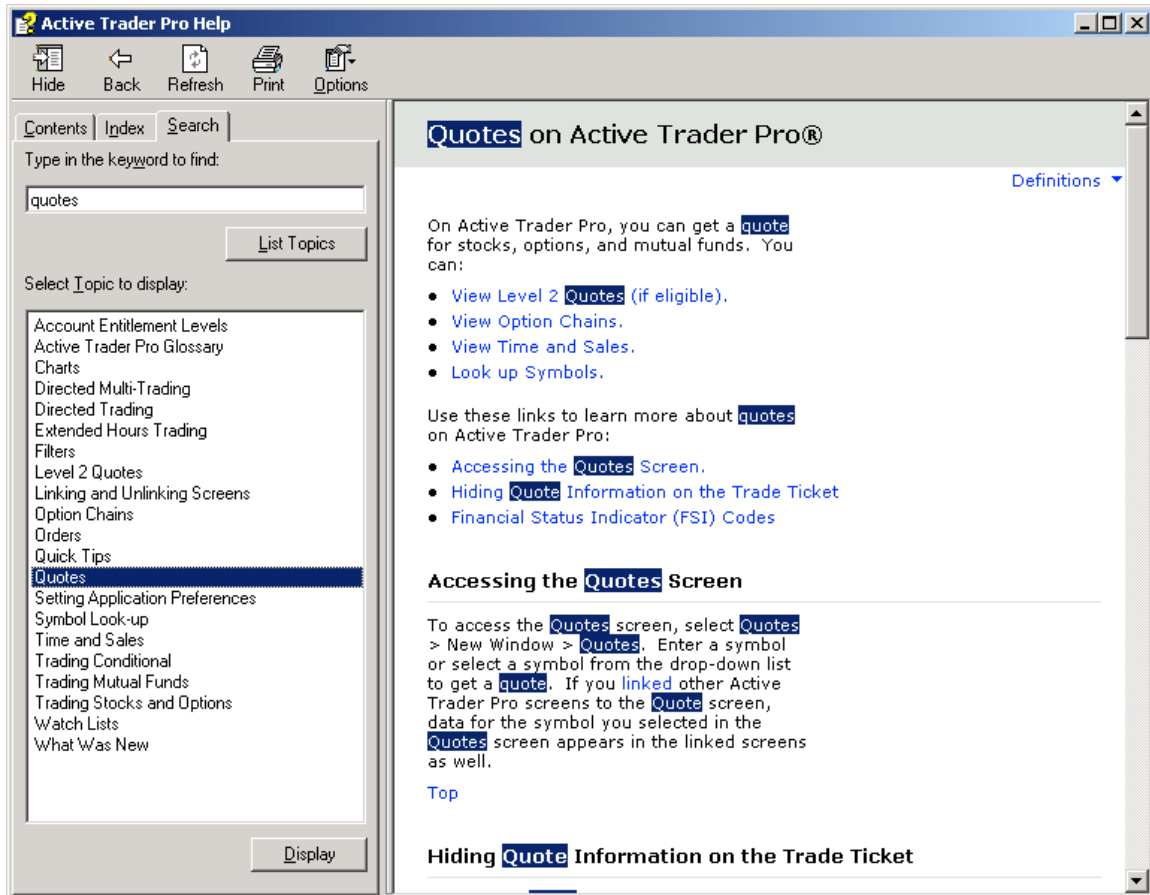 Active Trader Pro Help
Hide Back Refresh Print Options
Contents Index Search
Type in the keyword to find:
quotes
List Topics
Select Topic to display:
Account Entitlement Levels
Active Trader Pro Glossary
Charts
Directed Multi-Trading
Directed Trading
Extended Hours Trading
Filters
Level 2 Quotes
Linking and Unlinking Screens
Option Chains
Orders
Quick Tips
Quotes
Setting Application Preferences
Symbol Look-up
Time and Sales
Trading Conditional
Trading Mutual Funds
Trading Stocks and Options
Watch Lists
What Was New
Display
Quotes on Active Trader Pro®
Definitions
On Active Trader Pro, you can get a quote
for stocks, options, and mutual funds. You
can:
● View Level 2 Quotes (if eligible).
● View Option Chains.
● View Time and Sales.
● Look up Symbols.
Use these links to learn more about quotes
on Active Trader Pro:
● Accessing the Quotes Screen.
● Hiding Quote Information on the Trade Ticket
● Financial Status Indicator (FSI) Codes
Accessing the Quotes Screen
To access the Quotes screen, select Quotes
> New Window > Quotes. Enter a symbol
or select a symbol from the drop-down list
to get a quote. If you linked other Active
Trader Pro screens to the Quote screen,
data for the symbol you selected in the
Quotes screen appears in the linked screens
as well.
Top
Hiding Quote Information on the Trade Ticket